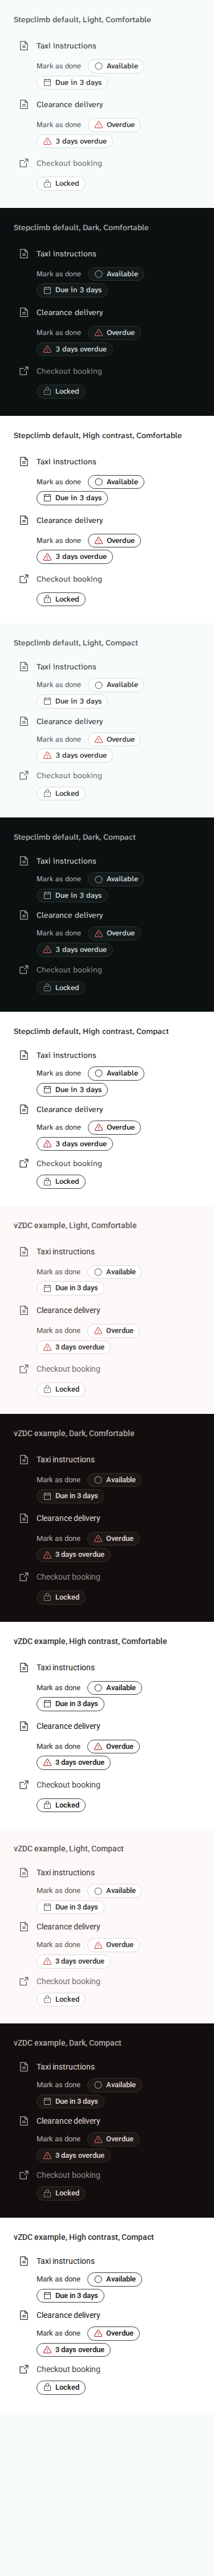 Stepclimb default, Light, Comfortable
Taxi instructions
Mark as done Available
Due in 3 days
Clearance delivery
Mark as done Overdue
3 days overdue
Checkout booking
Locked
Stepclimb default, Dark, Comfortable
Taxi instructions
Mark as done Available
Due in 3 days
Clearance delivery
Mark as done Overdue
3 days overdue
Checkout booking
Locked
Stepclimb default, High contrast, Comfortable
Taxi instructions
Mark as done Available
Due in 3 days
Clearance delivery
Mark as done Overdue
3 days overdue
Checkout booking
Locked
Stepclimb default, Light, Compact
Taxi instructions
Mark as done Available
Due in 3 days
Clearance delivery
Mark as done Overdue
3 days overdue
Checkout booking
Locked
Stepclimb default, Dark, Compact
Taxi instructions
Mark as done Available
Due in 3 days
Clearance delivery
Mark as done Overdue
3 days overdue
Checkout booking
Locked
Stepclimb default, High contrast, Compact
Taxi instructions
Mark as done Available
Due in 3 days
Clearance delivery
Mark as done Overdue
3 days overdue
Checkout booking
Locked
vZDC example, Light, Comfortable
Taxi instructions
Mark as done Available
Due in 3 days
Clearance delivery
Mark as done Overdue
3 days overdue
Checkout booking
Locked
vZDC example, Dark, Comfortable
Taxi instructions
Mark as done Available
Due in 3 days
Clearance delivery
Mark as done Overdue
3 days overdue
Checkout booking
Locked
vZDC example, High contrast, Comfortable
Taxi instructions
Mark as done Available
Due in 3 days
Clearance delivery
Mark as done Overdue
3 days overdue
Checkout booking
Locked
vZDC example, Light, Compact
Taxi instructions
Mark as done Available
Due in 3 days
Clearance delivery
Mark as done Overdue
3 days overdue
Checkout booking
Locked
vZDC example, Dark, Compact
Taxi instructions
Mark as done Available
Due in 3 days
Clearance delivery
Mark as done Overdue
3 days overdue
Checkout booking
Locked
vZDC example, High contrast, Compact
Taxi instructions
Mark as done Available
Due in 3 days
Clearance delivery
Mark as done Overdue
3 days overdue
Checkout booking
Locked